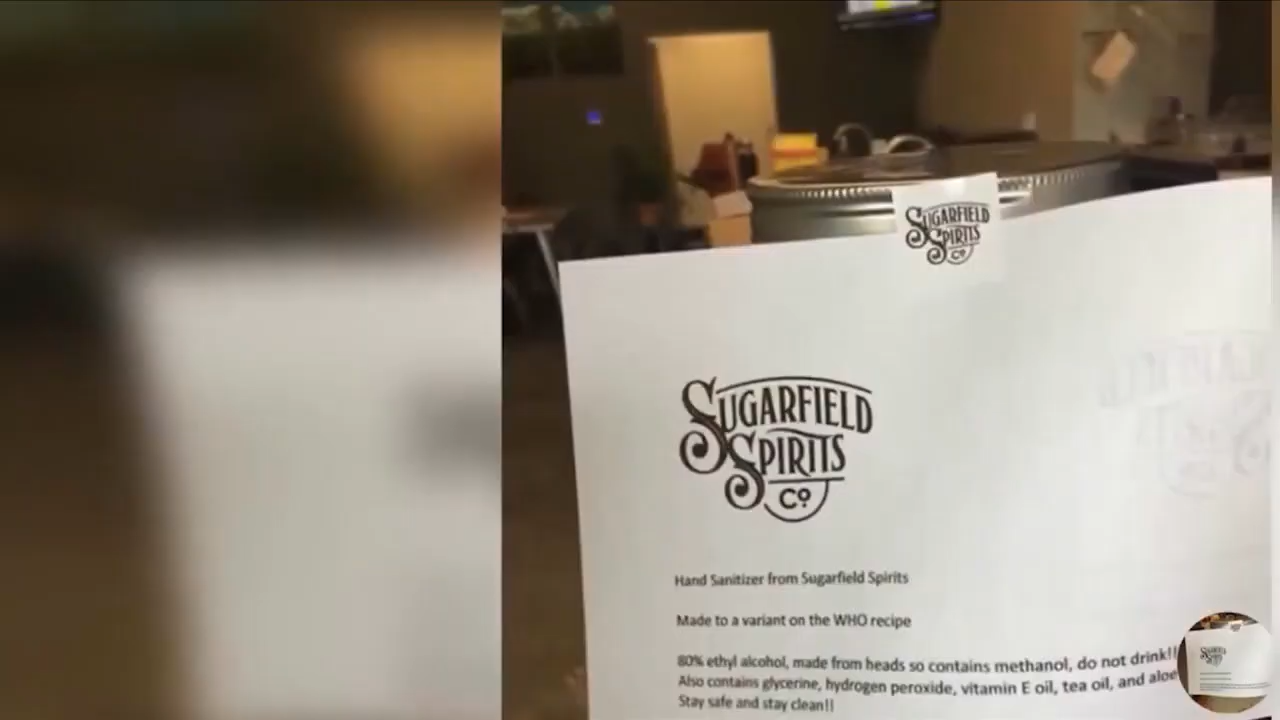 SUGARFIELD
SPIRITS
Cº
SUGARFIELD
SPIRITS
Cº
Hand Sanitizer from Sugarfield Spirits
Made to a variant on the WHO recipe
80% ethyl alcohol, made from heads so contains methanol, do not drink!!
Also contains glycerine, hydrogen peroxide, vitamin E oil, tea oil, and aloe
Stay safe and stay clean!!